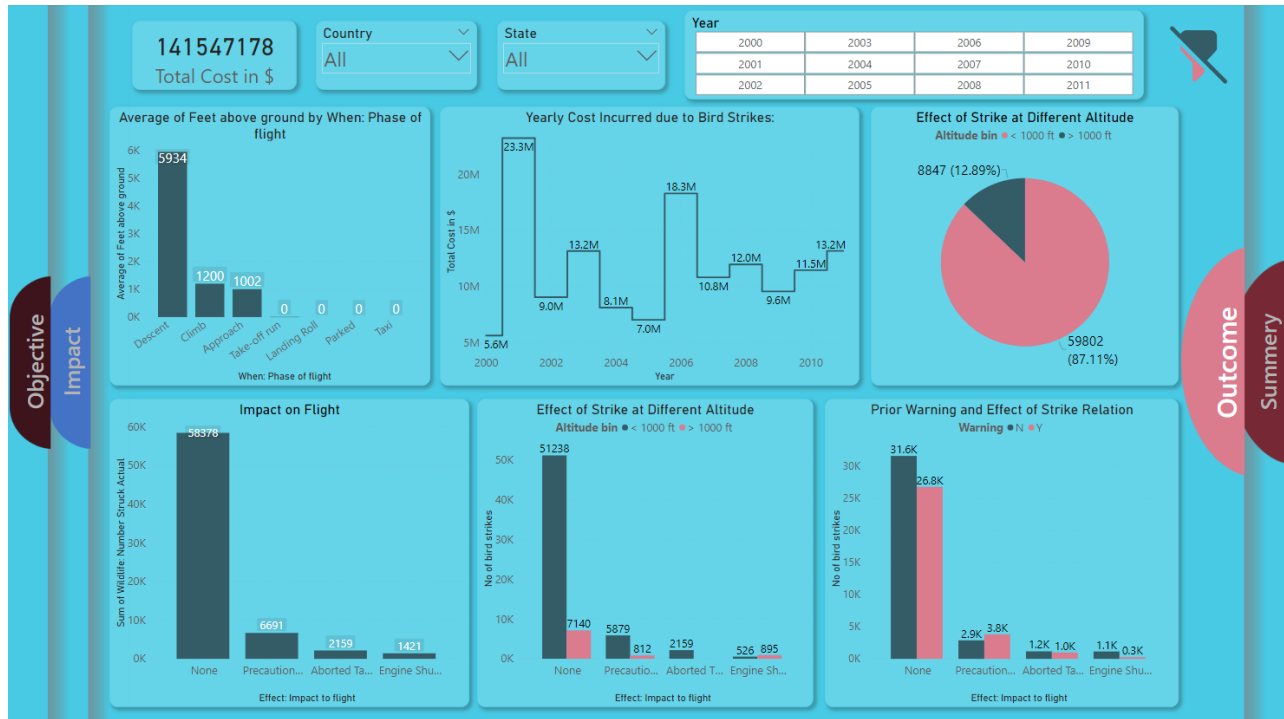 141547178
Total Cost in $
Country
All
State
All
Year
2000 2003 2006 2009
2001 2004 2007 2010
2002 2005 2008 2011
Objective
Impact
Average of Feet above ground by When: Phase of
flight
Average of Feet above ground
6K
5K
4K
3K
2K
1K
0K
5934
1200
1002
0
0
0
0
Descent
Climb
Approach
Take-off run
Landing Roll
Parked
Taxi
When: Phase of flight
Yearly Cost Incurred due to Bird Strikes:
Total Cost in $
20M
15M
10M
5M
5.6M
23.3M
9.0M
13.2M
8.1M
7.0M
18.3M
10.8M
12.0M
9.6M
11.5M
13.2M
2000 2002 2004 2006 2008 2010
Year
Effect of Strike at Different Altitude
Altitude bin < 1000 ft > 1000 ft
8847 (12.89%)
59802
(87.11%)
Outcome
Summery
Impact on Flight
Sum of Wildlife: Number Struck Actual
60K
50K
40K
30K
20K
10K
0K
58378
6691
2159
1421
None Precaution... Aborted Ta... Engine Shu...
Effect: Impact to flight
Effect of Strike at Different Altitude
Altitude bin < 1000 ft > 1000 ft
No of bird strikes
50K
40K
30K
20K
10K
0K
51238
7140
5879
812
2159
526
895
None Precautio... Aborted T... Engine Sh...
Effect: Impact to flight
Prior Warning and Effect of Strike Relation
Warning N Y
No of bird strikes
30K
25K
20K
15K
10K
5K
0K
31.6K
26.8K
2.9K
3.8K
1.2K
1.0K
1.1K
0.3K
None Precaution... Aborted Ta... Engine Shu...
Effect: Impact to flight